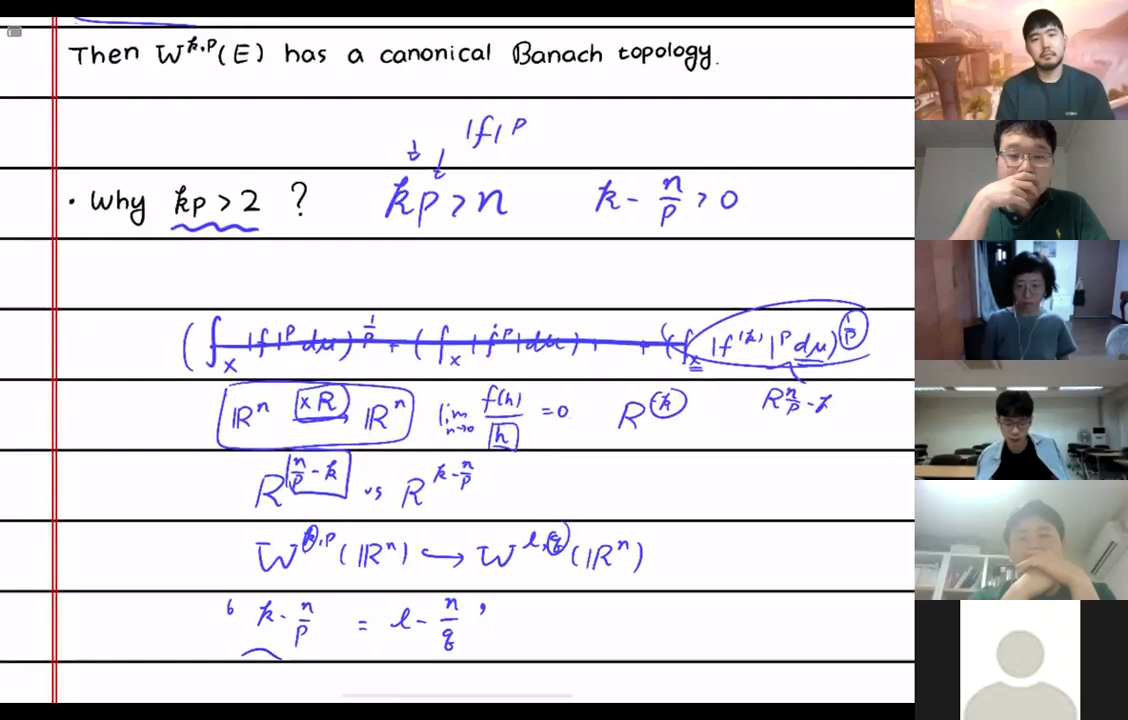 Then W^{k,p}(E) has a canonical Banach topology.
|f|^p
• Why kp > 2 ? kp > n k - n/p > 0
(∫_X |f|^p dμ)^{1/p} + (∫_X |f^p| dμ) + + (∫_X |f^{(k)}|^p dμ)^{1/p}
ℝ^n ×R ℝ^n lim_{n→0} f(h)/h = 0 R^{(-k)} R^{n/p - k}
R^{n/p - k} vs R^{k - n/p}
W^{k,p}(ℝ^n) ↪ W^{l,q}(ℝ^n)
‘ k - n/p = l - n/q ’